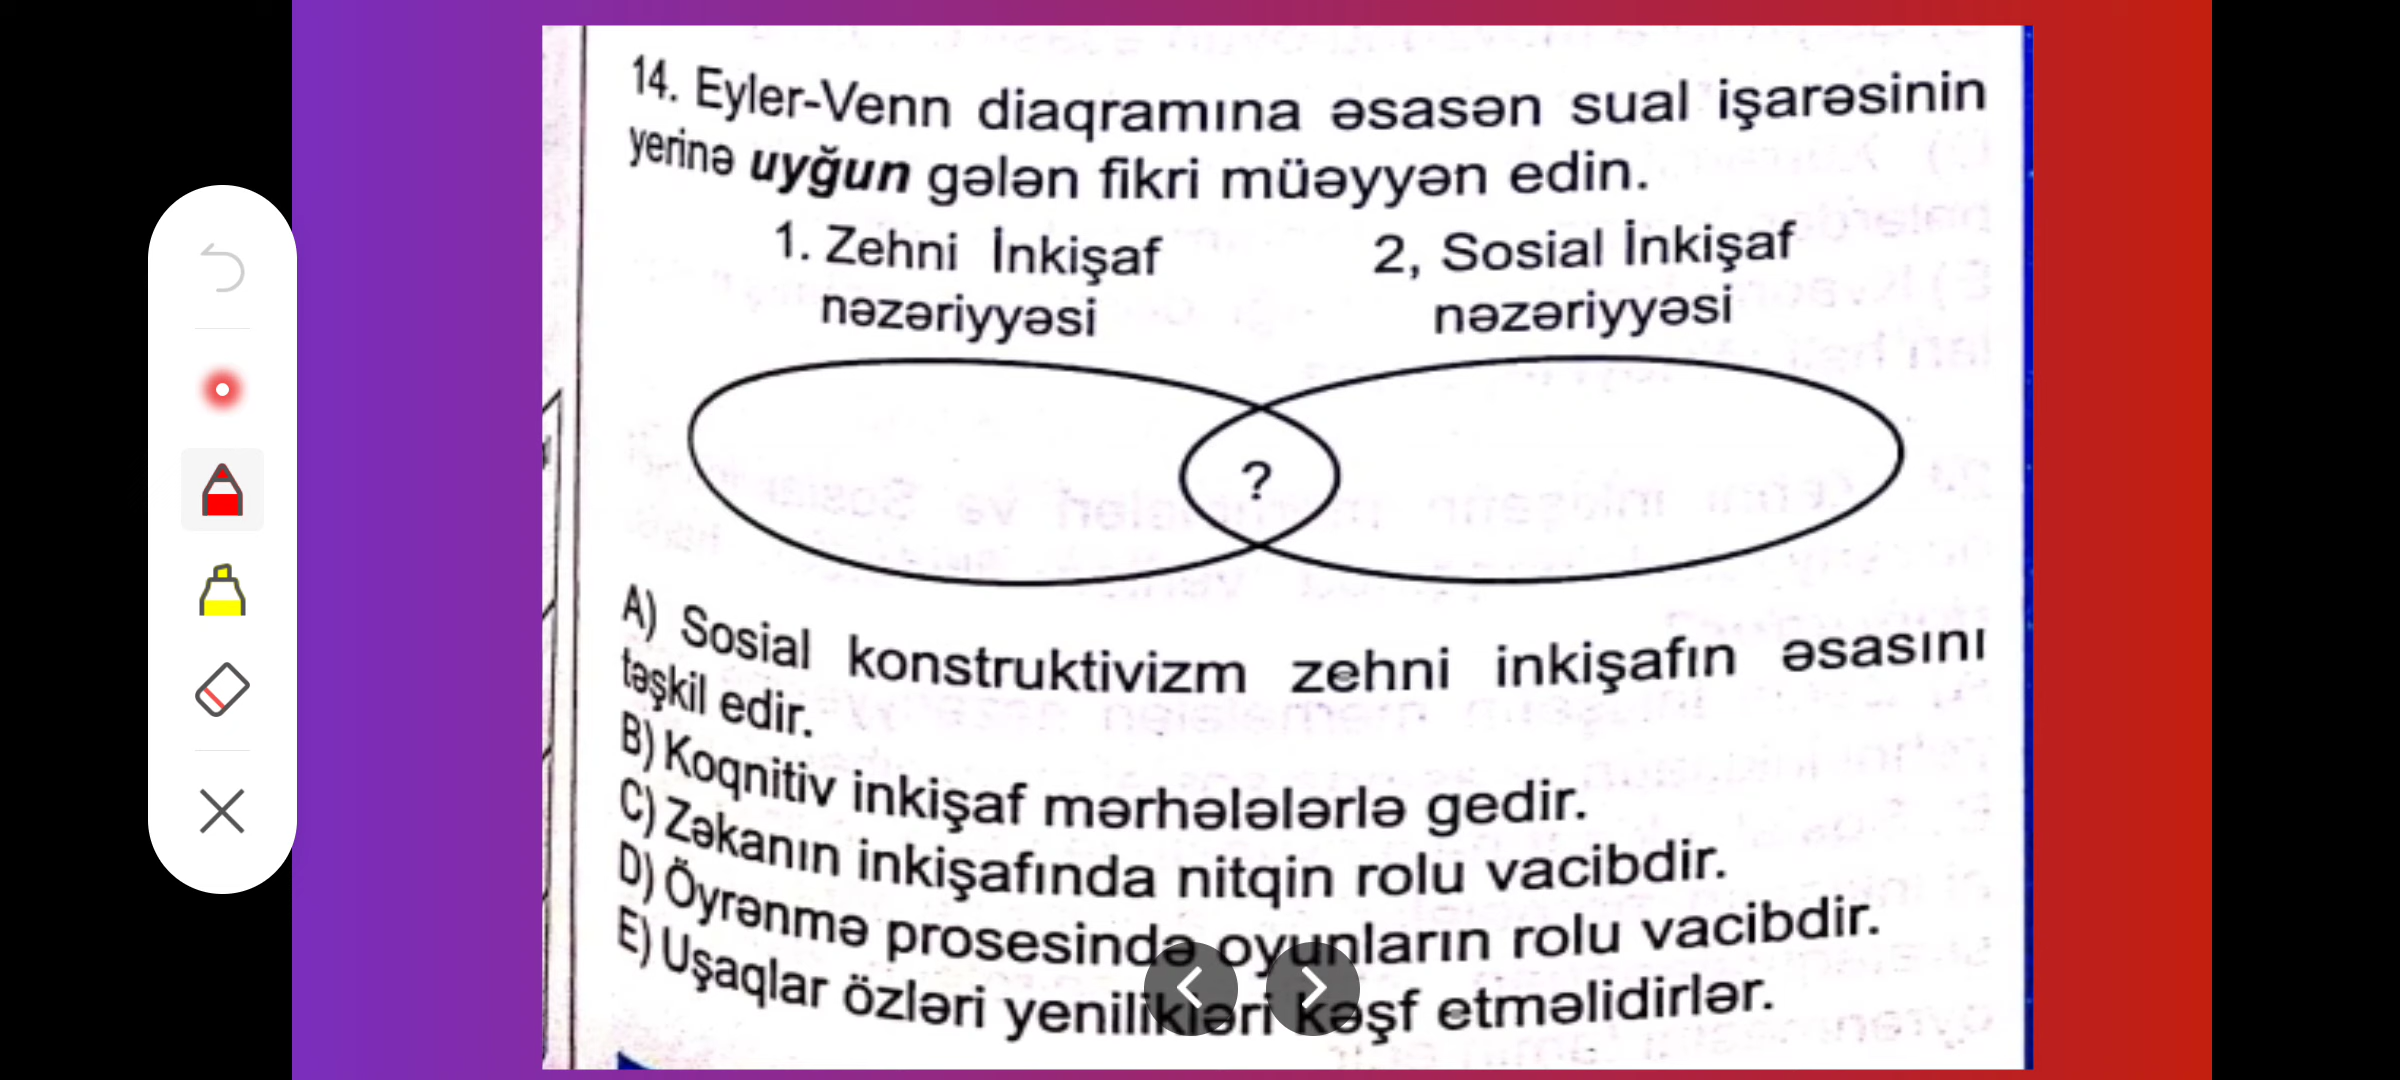 14. Eyler-Venn diaqramına əsasən sual işarəsinin
yerinə uyğun gələn fikri müəyyən edin.
1. Zehni İnkişaf
nəzəriyyəsi
2, Sosial İnkişaf
nəzəriyyəsi
?
A) Sosial konstruktivizm zehni inkişafın əsasını
təşkil edir.
B) Koqnitiv inkişaf mərhələlərlə gedir.
C) Zəkanın inkişafında nitqin rolu vacibdir.
D) Öyrənmə prosesində oyunların rolu vacibdir.
E) Uşaqlar özləri yenilikləri kəşf etməlidirlər.